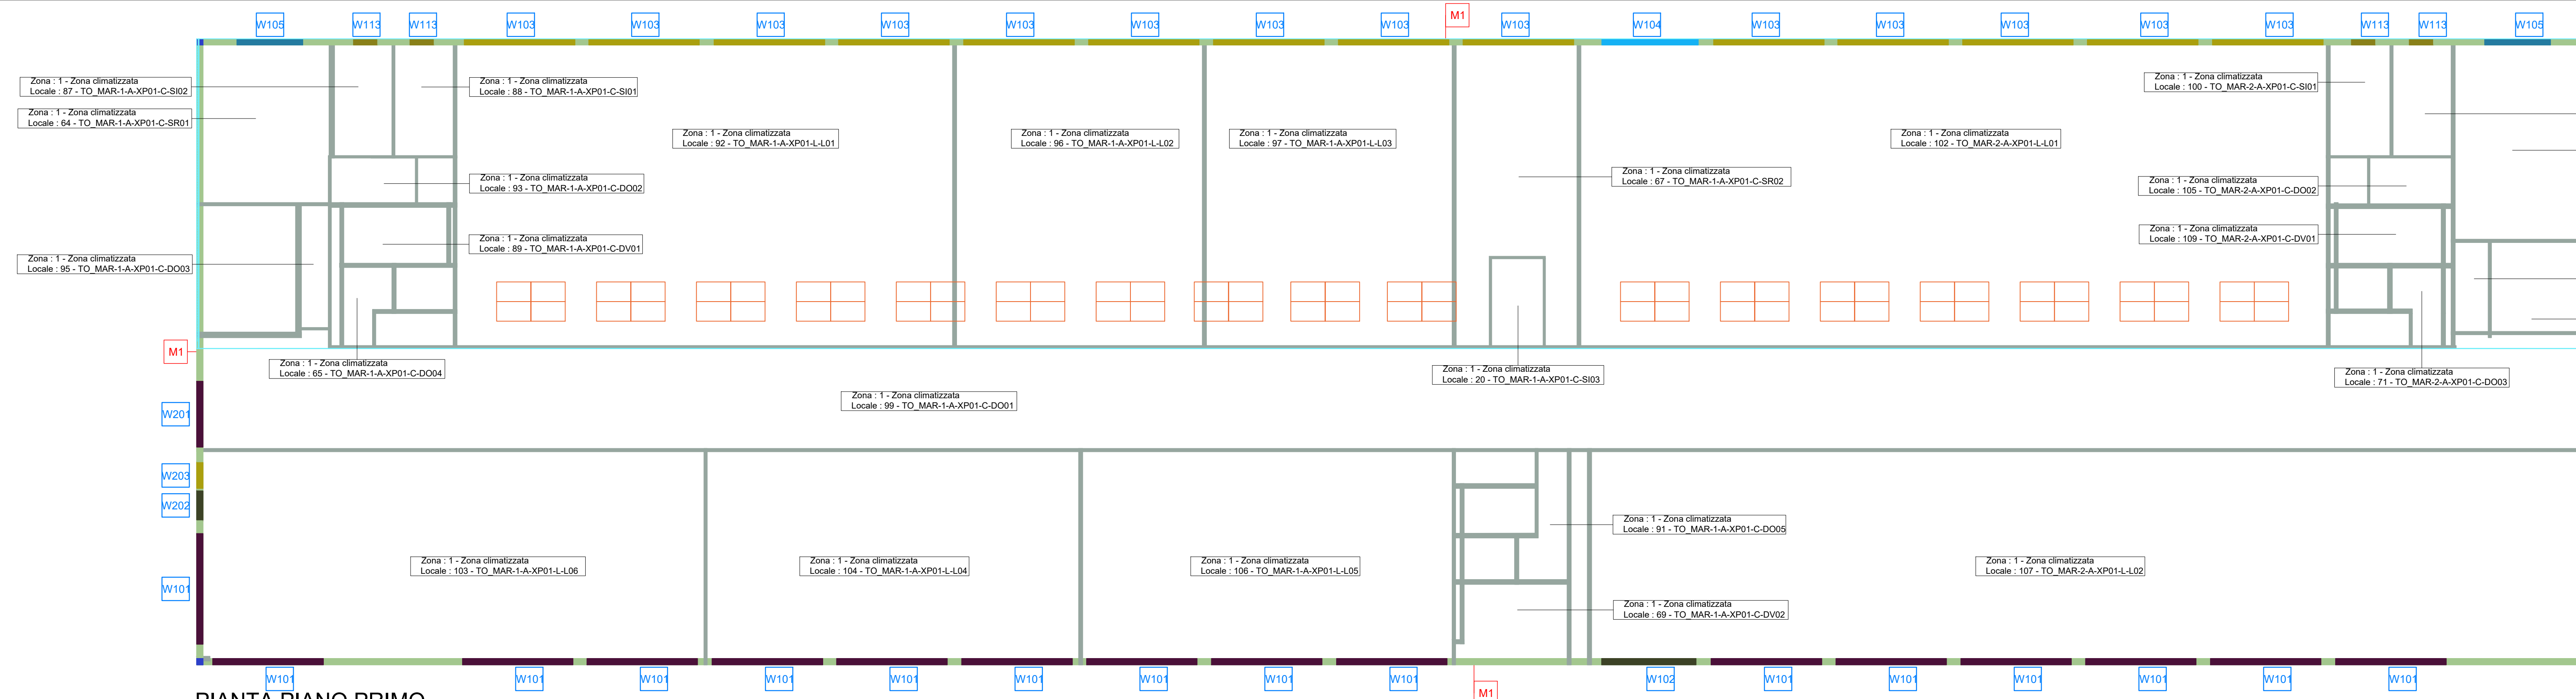 W105 W113 W113 W103 W103 W103 W103 W103 W103 W103 W103 M1 W103 W104 W103 W103 W103 W103 W103 W113 W113 W105
Zona : 1 - Zona climatizzata
Locale : 87 - TO_MAR-1-A-XP01-C-SI02
Zona : 1 - Zona climatizzata
Locale : 88 - TO_MAR-1-A-XP01-C-SI01
Zona : 1 - Zona climatizzata
Locale : 100 - TO_MAR-2-A-XP01-C-SI01
Zona : 1 - Zona climatizzata
Locale : 64 - TO_MAR-1-A-XP01-C-SR01
Zona : 1 - Zona climatizzata
Locale : 92 - TO_MAR-1-A-XP01-L-L01
Zona : 1 - Zona climatizzata
Locale : 96 - TO_MAR-1-A-XP01-L-L02
Zona : 1 - Zona climatizzata
Locale : 97 - TO_MAR-1-A-XP01-L-L03
Zona : 1 - Zona climatizzata
Locale : 102 - TO_MAR-2-A-XP01-L-L01
Zona : 1 - Zona climatizzata
Locale : 93 - TO_MAR-1-A-XP01-C-DO02
Zona : 1 - Zona climatizzata
Locale : 67 - TO_MAR-1-A-XP01-C-SR02
Zona : 1 - Zona climatizzata
Locale : 105 - TO_MAR-2-A-XP01-C-DO02
Zona : 1 - Zona climatizzata
Locale : 89 - TO_MAR-1-A-XP01-C-DV01
Zona : 1 - Zona climatizzata
Locale : 109 - TO_MAR-2-A-XP01-C-DV01
Zona : 1 - Zona climatizzata
Locale : 95 - TO_MAR-1-A-XP01-C-DO03
M1
Zona : 1 - Zona climatizzata
Locale : 65 - TO_MAR-1-A-XP01-C-DO04
Zona : 1 - Zona climatizzata
Locale : 20 - TO_MAR-1-A-XP01-C-SI03
Zona : 1 - Zona climatizzata
Locale : 71 - TO_MAR-2-A-XP01-C-DO03
Zona : 1 - Zona climatizzata
Locale : 99 - TO_MAR-1-A-XP01-C-DO01
W201
W203
W202
Zona : 1 - Zona climatizzata
Locale : 91 - TO_MAR-1-A-XP01-C-DO05
Zona : 1 - Zona climatizzata
Locale : 103 - TO_MAR-1-A-XP01-L-L06
Zona : 1 - Zona climatizzata
Locale : 104 - TO_MAR-1-A-XP01-L-L04
Zona : 1 - Zona climatizzata
Locale : 106 - TO_MAR-1-A-XP01-L-L05
Zona : 1 - Zona climatizzata
Locale : 107 - TO_MAR-2-A-XP01-L-L02
W101
Zona : 1 - Zona climatizzata
Locale : 69 - TO_MAR-1-A-XP01-C-DV02
W101 W101 W101 W101 W101 W101 W101 W101 W101 M1 W102 W101 W101 W101 W101 W101 W101
PIANTA PIANO PRIMO